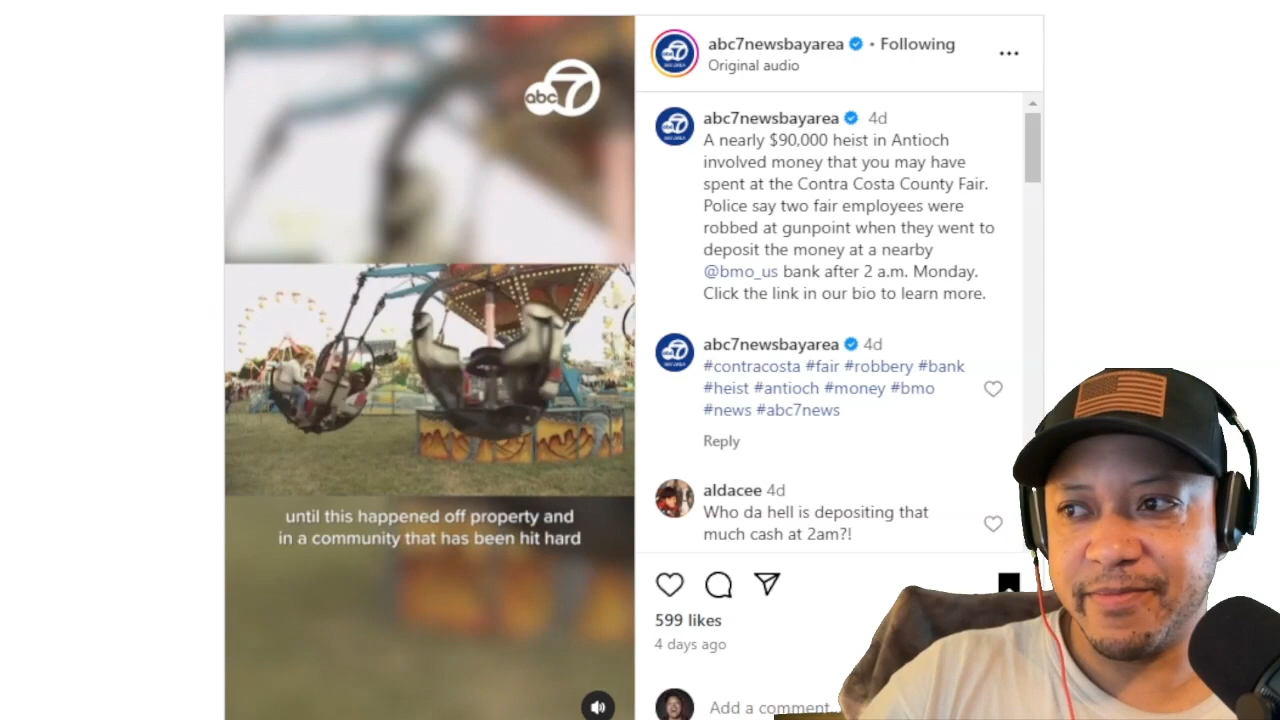 abc 7
until this happened off property and
in a community that has been hit hard
abc7newsbayarea • Following
Original audio
abc7newsbayarea 4d
A nearly $90,000 heist in Antioch
involved money that you may have
spent at the Contra Costa County Fair.
Police say two fair employees were
robbed at gunpoint when they went to
deposit the money at a nearby
@bmo_us bank after 2 a.m. Monday.
Click the link in our bio to learn more.
abc7newsbayarea 4d
#contracosta #fair #robbery #bank
#heist #antioch #money #bmo
#news #abc7news
Reply
aldacee 4d
Who da hell is depositing that
much cash at 2am?!
599 likes
4 days ago
Add a comment...